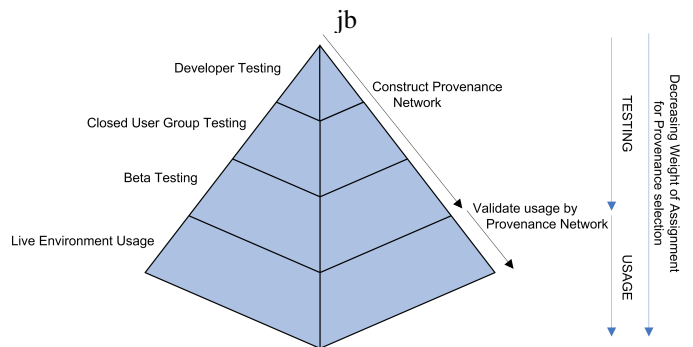 jb
Developer Testing
Closed User Group Testing
Beta Testing
Live Environment Usage
Construct Provenance
Network
Validate usage by
Provenance Network
TESTING
USAGE
Decreasing Weight of Assignment
for Provenance selection